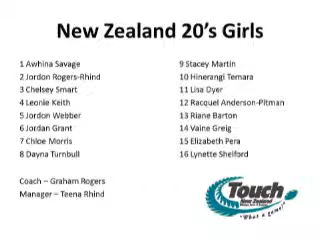 New Zealand 20's Girls
1 Awhina Savage
2 Jordon Rogers-Rhind
3 Chelsey Smart
4 Leonie Keith
5 Jordon Webber
6 Jordan Grant
7 Chloe Morris
8 Dayna Turnbull
Coach – Graham Rogers
Manager – Teena Rhind
9 Stacey Martin
10 Hinerangi Temara
11 Lisa Dyer
12 Racquel Anderson-Pitman
13 Riane Barton
14 Vaine Greig
15 Elizabeth Pera
16 Lynette Shelford
Touch
New Zealand
"What a game!"